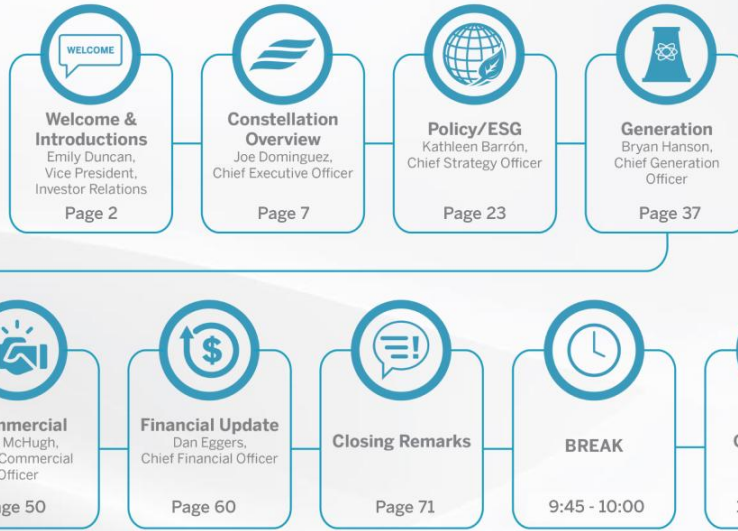 WELCOME
Welcome &
Introductions
Emily Duncan,
Vice President,
Investor Relations
Page 2
Constellation
Overview
Joe Dominguez,
Chief Executive Officer
Page 7
Policy/ESG
Kathleen Barrón,
Chief Strategy Officer
Page 23
Generation
Bryan Hanson,
Chief Generation
Officer
Page 37
McHugh,
Commercial
Officer
50
Financial Update
Dan Eggers,
Chief Financial Officer
Page 60
Closing Remarks
Page 71
BREAK
9:45 - 10:00